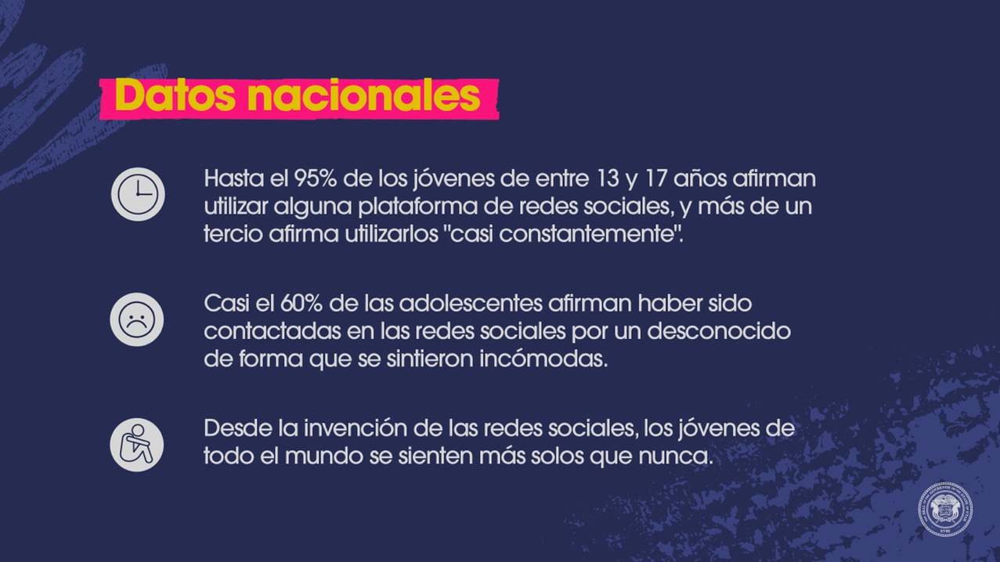 Datos nacionales
Hasta el 95% de los jóvenes de entre 13 y 17 años afirman
utilizar alguna plataforma de redes sociales, y más de un
tercio afirma utilizarlos "casi constantemente".
Casi el 60% de las adolescentes afirman haber sido
contactadas en las redes sociales por un desconocido
de forma que se sintieron incómodas.
Desde la invención de las redes sociales, los jóvenes de
todo el mundo se sienten más solos que nunca.
XVIII